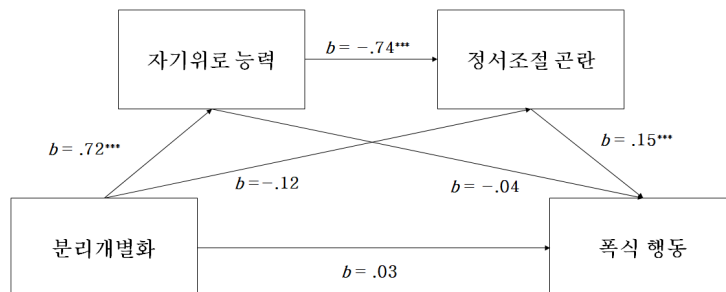 자기위로 능력
b = -.74***
정서조절 곤란
b = .72***
b = .15***
b = -.12
b = -.04
분리개별화
폭식 행동
b = .03